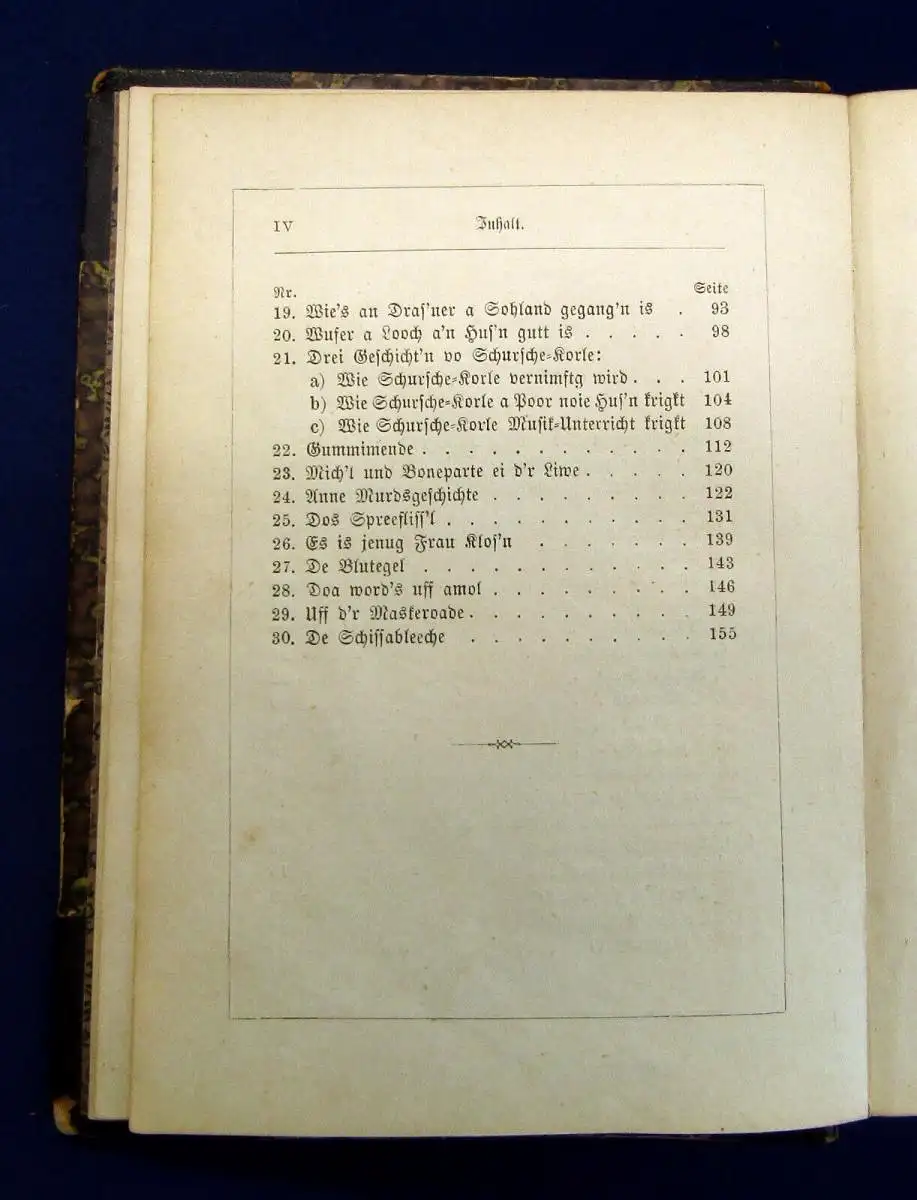 IV Inhalt.
Nr. Seite
19. Wie's an Dras'ner a Sohland gegang'n is . 93
20. Wufer a Looch a'n Hus'n gutt is . . . . . 98
21. Drei Geschicht'n vo Schursche-Korle:
a) Wie Schursche-Korle vernimftg wird . . . 101
b) Wie Schursche-Korle a Poor noie Hus'n krigkt 104
c) Wie Schursche-Korle Musik-Unterricht krigkt 108
22. Gummimende . . . . . . . . . . . . 112
23. Mich'l und Boneparte ei d'r Liwe . . . . . 120
24. Anne Murdsgeschichte . . . . . . . . . 122
25. Dos Spreefliss'l . . . . . . . . . . . 131
26. Es is jenug Frau Klos'n . . . . . . . 139
27. De Blutegel . . . . . . . . . . . . 143
28. Doa word's uff amol . . . . . . . . . 146
29. Uff d'r Maskeroade . . . . . . . . . . 149
30. De Schissableeche . . . . . . . . . . 155